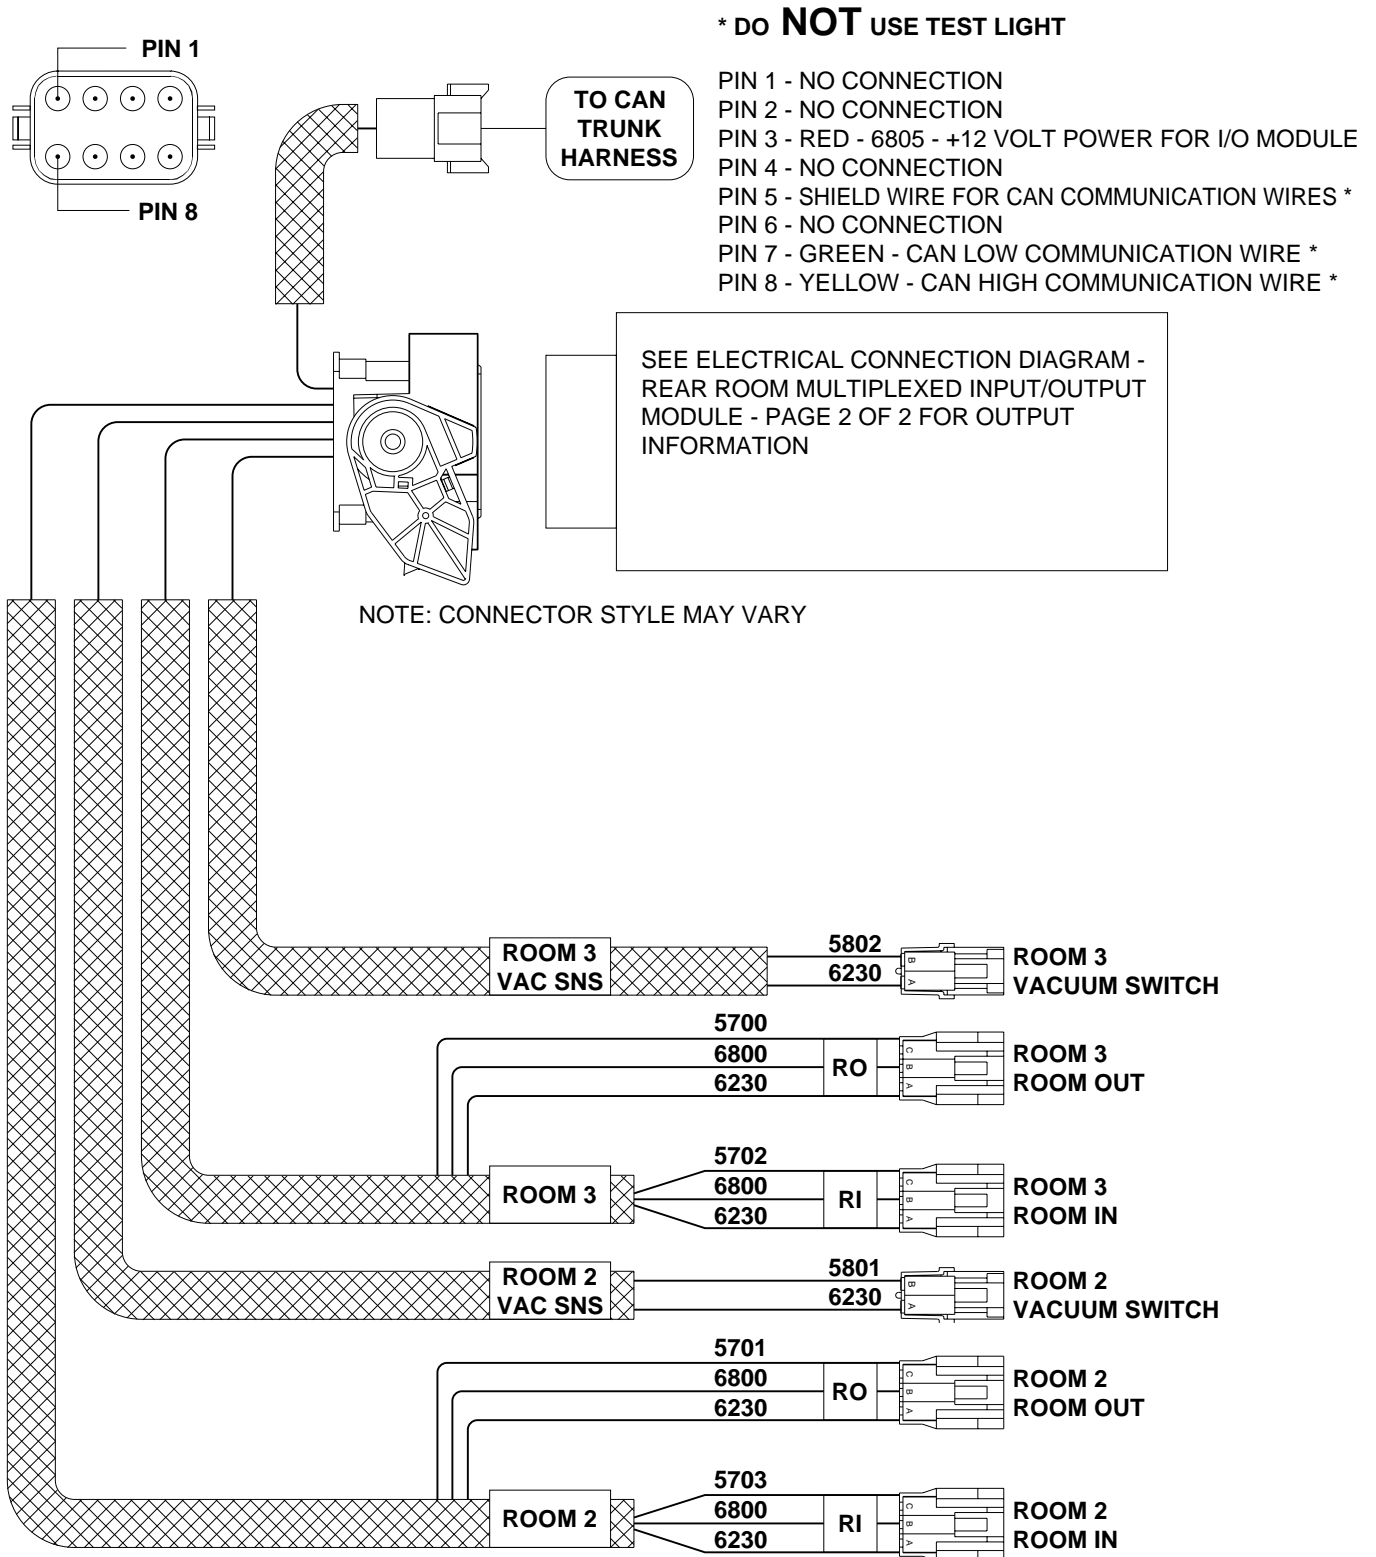 * DO NOT USE TEST LIGHT
PIN 1
PIN 8
TO CAN
TRUNK
HARNESS
PIN 1 - NO CONNECTION
PIN 2 - NO CONNECTION
PIN 3 - RED - 6805 - +12 VOLT POWER FOR I/O MODULE
PIN 4 - NO CONNECTION
PIN 5 - SHIELD WIRE FOR CAN COMMUNICATION WIRES *
PIN 6 - NO CONNECTION
PIN 7 - GREEN - CAN LOW COMMUNICATION WIRE *
PIN 8 - YELLOW - CAN HIGH COMMUNICATION WIRE *
SEE ELECTRICAL CONNECTION DIAGRAM -
REAR ROOM MULTIPLEXED INPUT/OUTPUT
MODULE - PAGE 2 OF 2 FOR OUTPUT
INFORMATION
NOTE: CONNECTOR STYLE MAY VARY
ROOM 3
VAC SNS
5802
6230
B
A
ROOM 3
VACUUM SWITCH
5700
6800
6230
RO
C
B
A
ROOM 3
ROOM OUT
ROOM 3
5702
6800
6230
RI
C
B
A
ROOM 3
ROOM IN
ROOM 2
VAC SNS
5801
6230
B
A
ROOM 2
VACUUM SWITCH
5701
6800
6230
RO
C
B
A
ROOM 2
ROOM OUT
ROOM 2
5703
6800
6230
RI
C
B
A
ROOM 2
ROOM IN